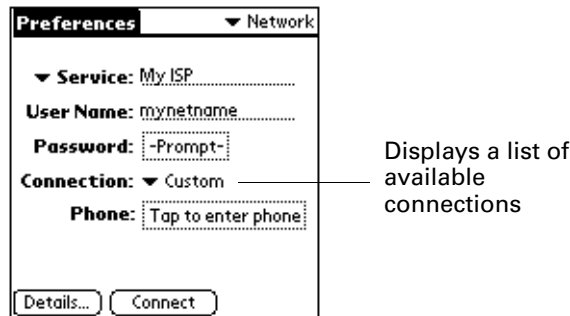 Preferences
Network
Service: My ISP
User Name: mynetname
Password: -Prompt-
Connection: Custom
Phone: Tap to enter phone
Details... Connect
Displays a list of
available
connections